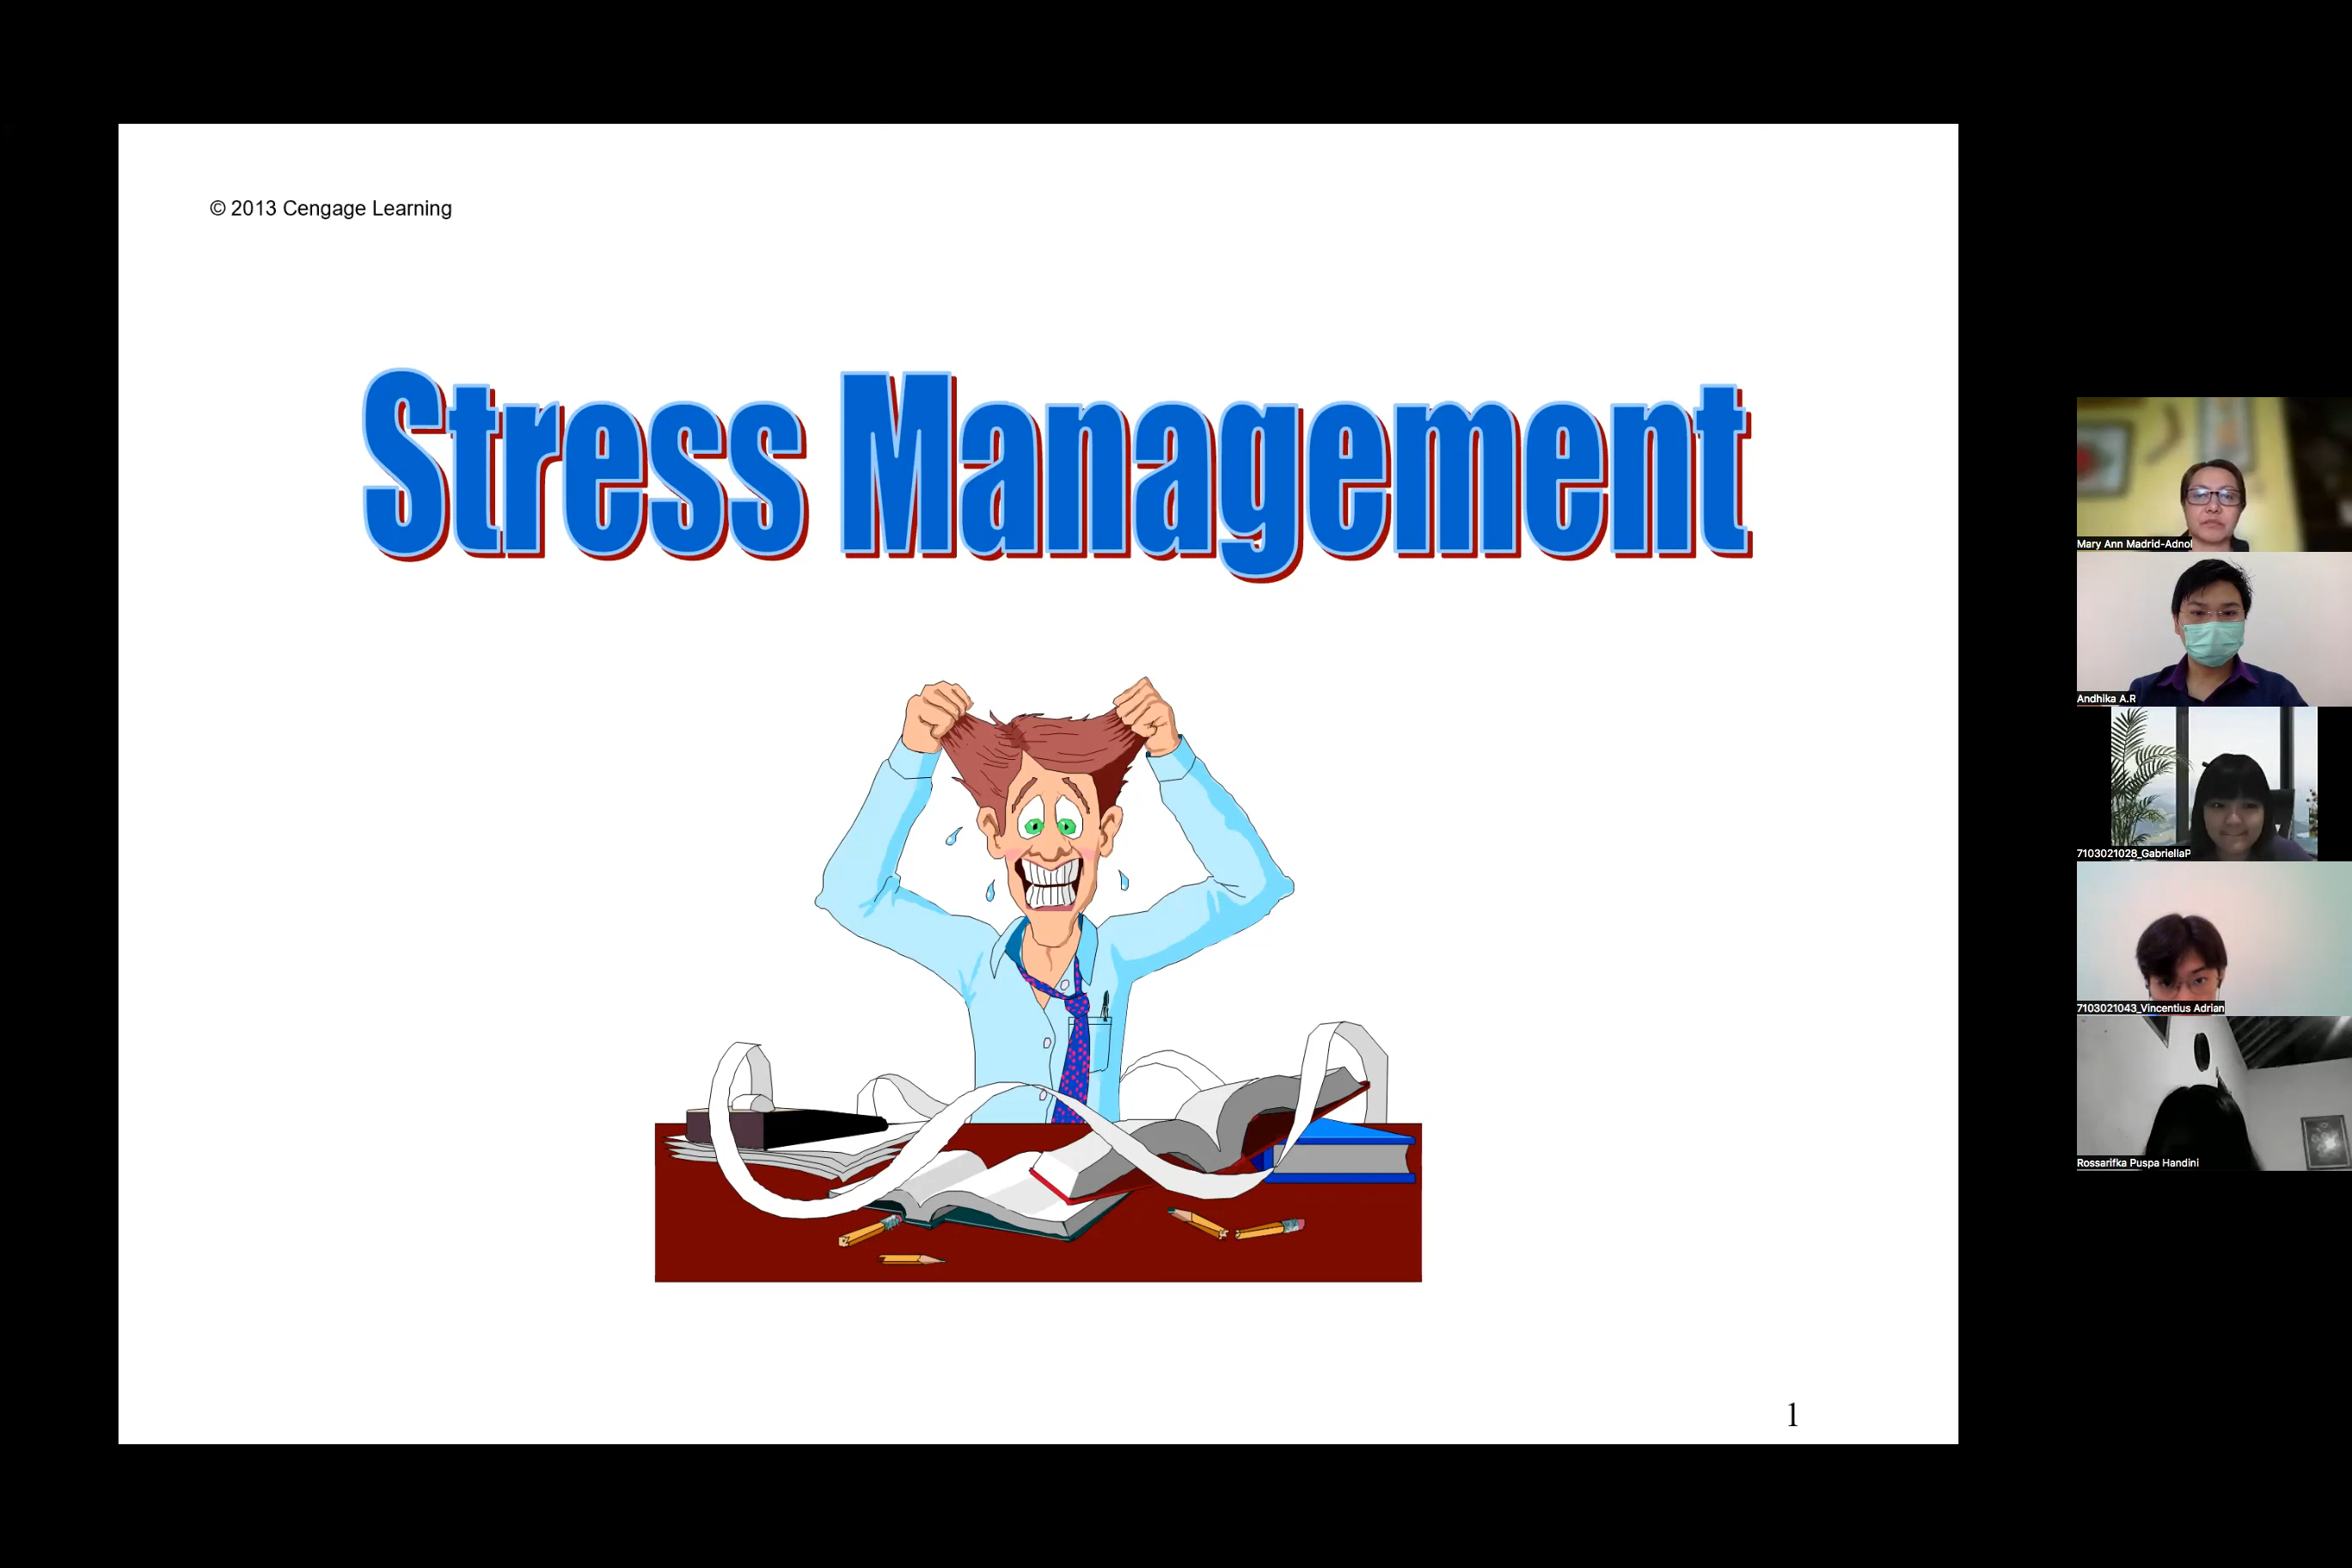 © 2013 Cengage Learning
Stress Management
1
Mary Ann Madrid-Adnol
Andhika A.R
7103021028_GabriellaP
7103021043_Vincentius Adrian
Rossarifka Puspa Handini